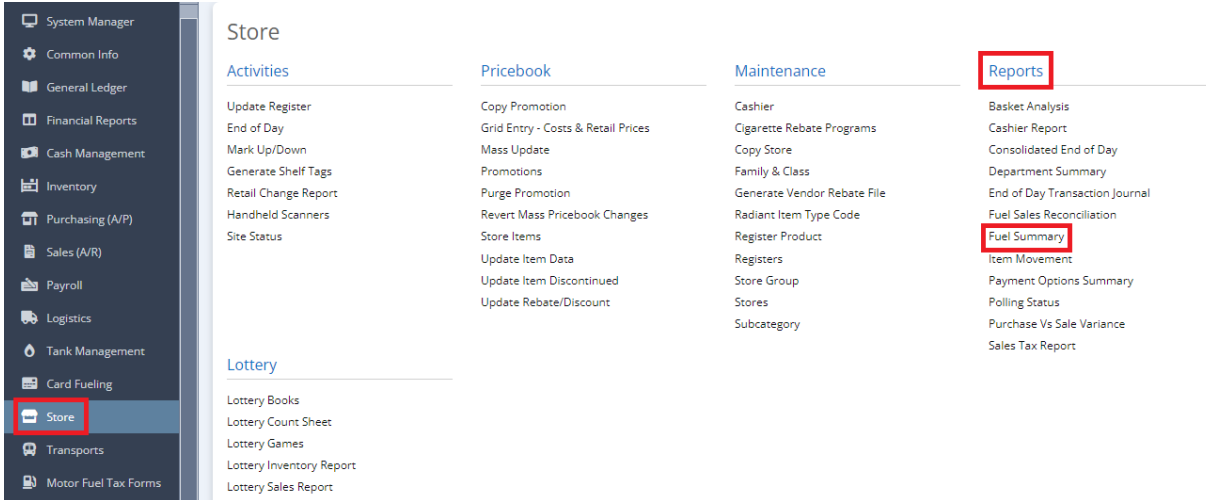 System Manager
Common Info
General Ledger
Financial Reports
Cash Management
Inventory
Purchasing (A/P)
Sales (A/R)
Payroll
Logistics
Tank Management
Card Fueling
Store
Transports
Motor Fuel Tax Forms
Store
Activities
Update Register
End of Day
Mark Up/Down
Generate Shelf Tags
Retail Change Report
Handheld Scanners
Site Status
Pricebook
Copy Promotion
Grid Entry - Costs & Retail Prices
Mass Update
Promotions
Purge Promotion
Revert Mass Pricebook Changes
Store Items
Update Item Data
Update Item Discontinued
Update Rebate/Discount
Maintenance
Cashier
Cigarette Rebate Programs
Copy Store
Family & Class
Generate Vendor Rebate File
Radiant Item Type Code
Register Product
Registers
Store Group
Stores
Subcategory
Reports
Basket Analysis
Cashier Report
Consolidated End of Day
Department Summary
End of Day Transaction Journal
Fuel Sales Reconciliation
Fuel Summary
Item Movement
Payment Options Summary
Polling Status
Purchase Vs Sale Variance
Sales Tax Report
Lottery
Lottery Books
Lottery Count Sheet
Lottery Games
Lottery Inventory Report
Lottery Sales Report